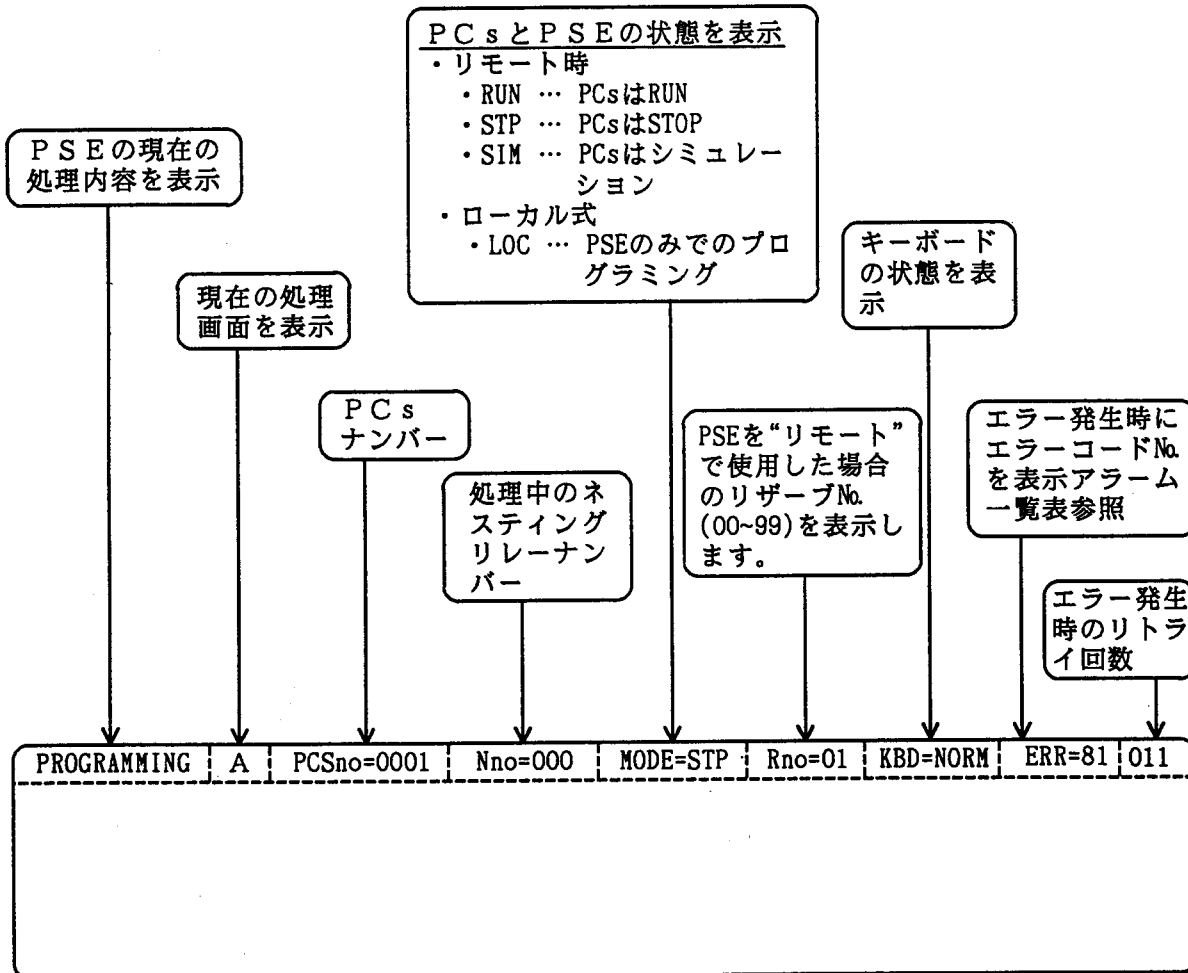 PCsとPSEの状態を表示
・リモート時
・RUN … PCsはRUN
・STP … PCsはSTOP
・SIM … PCsはシミュレー
ション
・ローカル式
・LOC … PSEのみでのプロ
グラミング
PSEの現在の
処理内容を表示
現在の処理
画面を表示
PCs
ナンバー
処理中のネ
スティング
リレーナン
バー
PSEを“リモート”
で使用した場合
のリザーブ№
(00~99)を表示し
ます。
キーボード
の状態を表
示
エラー発生時に
エラーコード№
を表示アラーム
一覧表参照
エラー発生
時のリトラ
イ回数
PROGRAMMING A PCSno=0001 Nno=000 MODE=STP Rno=01 KBD=NORM ERR=81 011